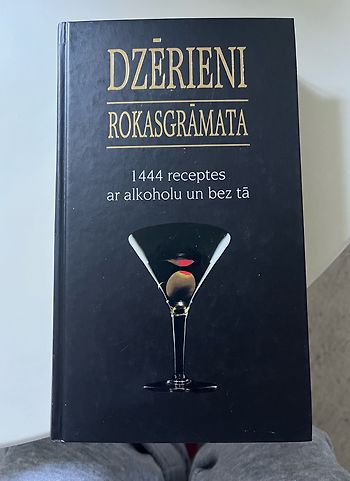 DZĒRIENI
ROKASGRĀMATA
1444 receptes
ar alkoholu un bez tā